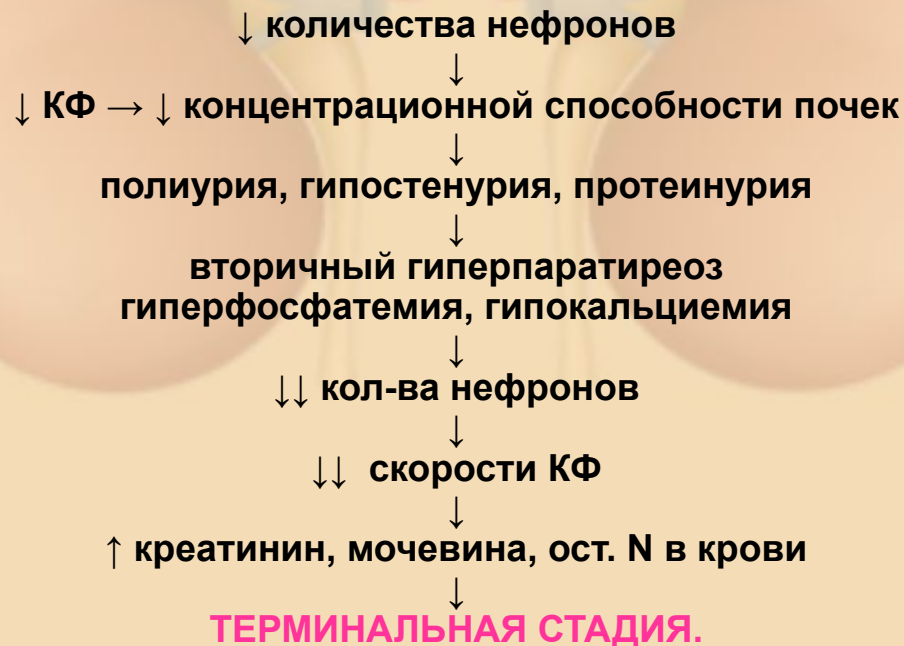 ↓ количества нефронов
↓
↓ КФ → ↓ концентрационной способности почек
↓
полиурия, гипостенурия, протеинурия
↓
вторичный гиперпаратиреоз
гиперфосфатемия, гипокальциемия
↓
↓↓ кол-ва нефронов
↓
↓↓ скорости КФ
↓
↑ креатинин, мочевина, ост. N в крови
↓
ТЕРМИНАЛЬНАЯ СТАДИЯ.